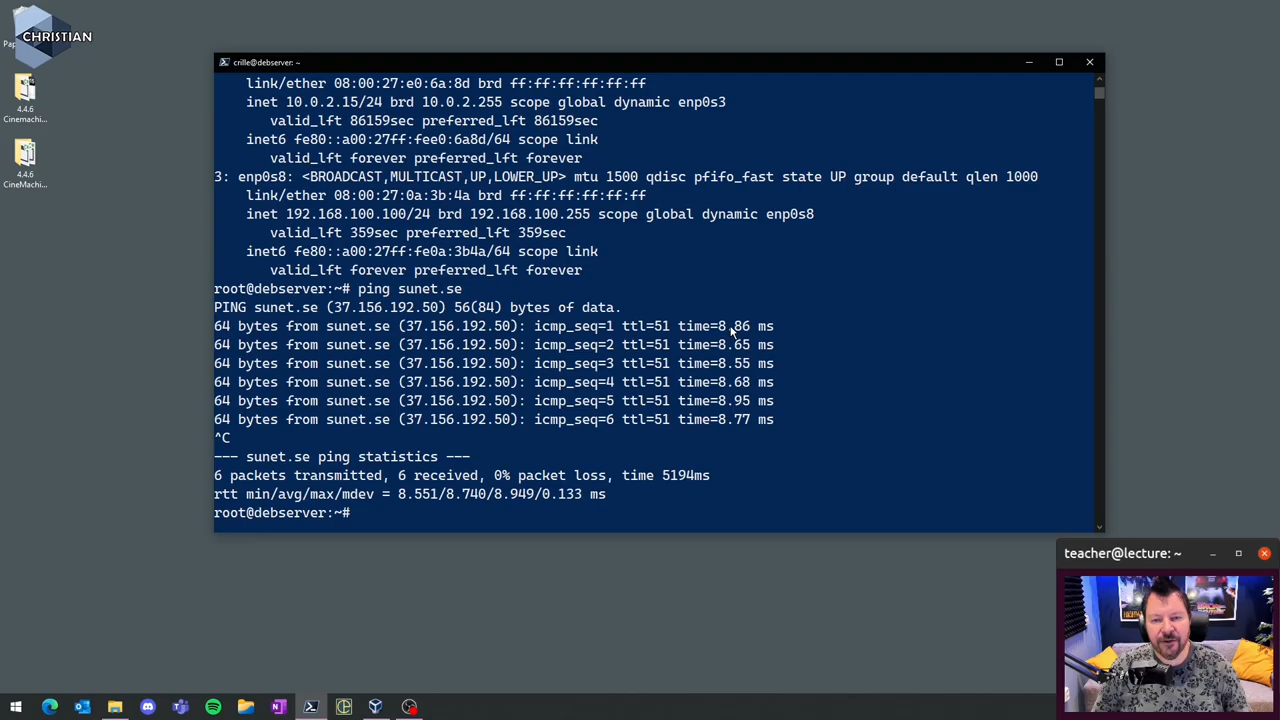 CHRISTIAN
Pap
4.4.6
Cinemachi...
4.4.6
CineMachi...
crille@debserver: ~
link/ether 08:00:27:e0:6a:8d brd ff:ff:ff:ff:ff:ff
inet 10.0.2.15/24 brd 10.0.2.255 scope global dynamic enp0s3
valid_lft 86159sec preferred_lft 86159sec
inet6 fe80::a00:27ff:fee0:6a8d/64 scope link
valid_lft forever preferred_lft forever
3: enp0s8: <BROADCAST,MULTICAST,UP,LOWER_UP> mtu 1500 qdisc pfifo_fast state UP group default qlen 1000
link/ether 08:00:27:0a:3b:4a brd ff:ff:ff:ff:ff:ff
inet 192.168.100.100/24 brd 192.168.100.255 scope global dynamic enp0s8
valid_lft 359sec preferred_lft 359sec
inet6 fe80::a00:27ff:fe0a:3b4a/64 scope link
valid_lft forever preferred_lft forever
root@debserver:~# ping sunet.se
PING sunet.se (37.156.192.50) 56(84) bytes of data.
64 bytes from sunet.se (37.156.192.50): icmp_seq=1 ttl=51 time=8.86 ms
64 bytes from sunet.se (37.156.192.50): icmp_seq=2 ttl=51 time=8.65 ms
64 bytes from sunet.se (37.156.192.50): icmp_seq=3 ttl=51 time=8.55 ms
64 bytes from sunet.se (37.156.192.50): icmp_seq=4 ttl=51 time=8.68 ms
64 bytes from sunet.se (37.156.192.50): icmp_seq=5 ttl=51 time=8.95 ms
64 bytes from sunet.se (37.156.192.50): icmp_seq=6 ttl=51 time=8.77 ms
^C
--- sunet.se ping statistics ---
6 packets transmitted, 6 received, 0% packet loss, time 5194ms
rtt min/avg/max/mdev = 8.551/8.740/8.949/0.133 ms
root@debserver:~#
teacher@lecture: ~